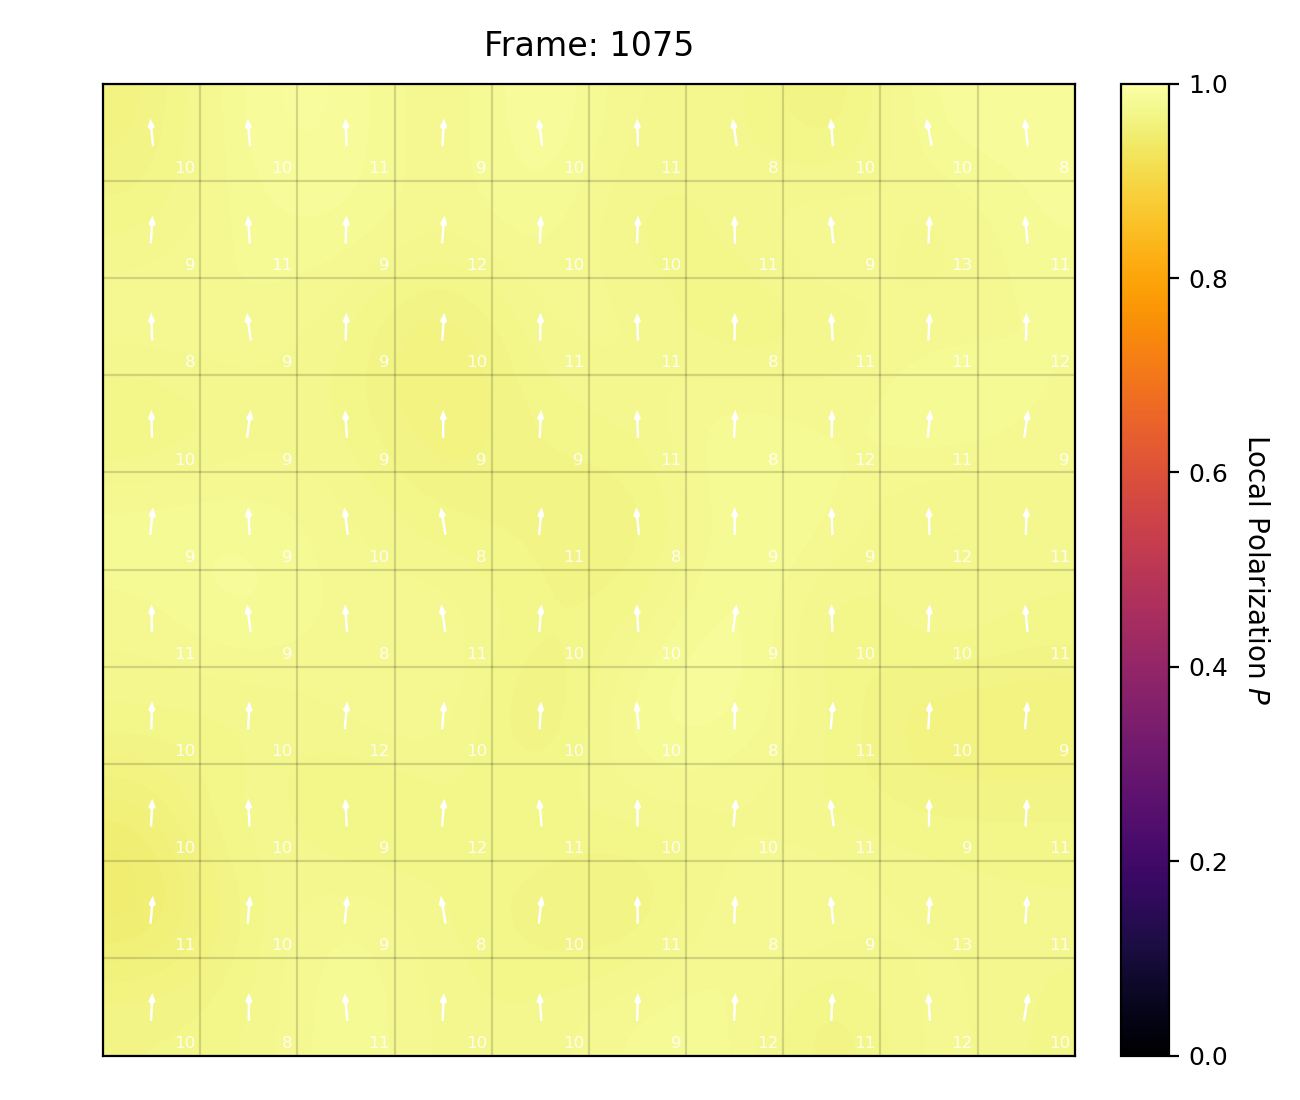 Frame: 1075
10 10 11 9 10 11 8 10 10 8
9 11 9 12 10 10 11 9 13 11
8 9 9 10 11 11 8 11 11 12
10 9 9 9 9 11 8 12 11 9
9 9 10 8 11 8 9 9 12 11
11 9 8 11 10 10 9 10 10 11
10 10 12 10 10 10 8 11 10 9
10 10 9 12 11 10 10 11 9 11
11 10 9 8 10 11 8 9 13 11
10 8 11 10 10 9 12 11 12 10
1.0
0.8
0.6
0.4
0.2
0.0
Local Polarization P